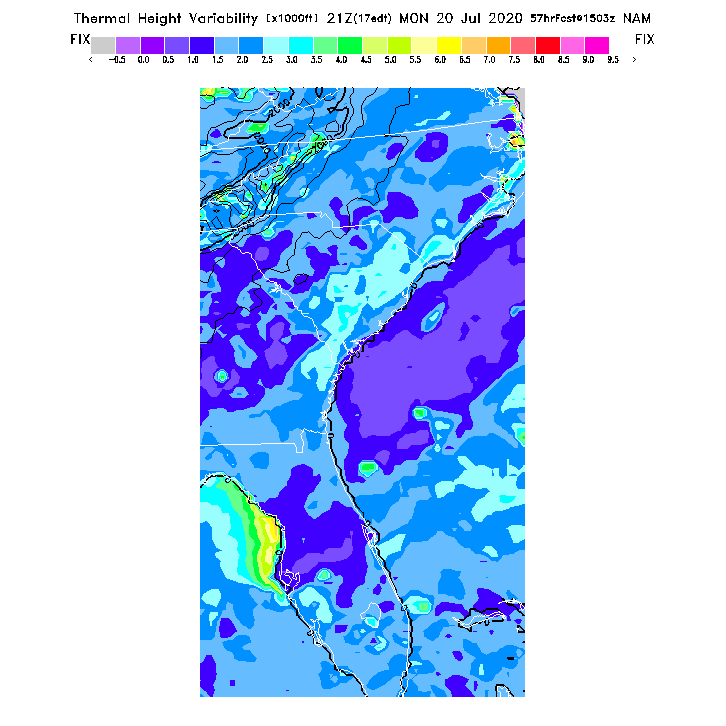 Thermal Height Variability [x1000ft] 21Z(17edt) MON 20 Jul 2020 57hrFcst@1503z NAM
FIX FIX
< -0.5 0.0 0.5 1.0 1.5 2.0 2.5 3.0 3.5 4.0 4.5 5.0 5.5 6.0 6.5 7.0 7.5 8.0 8.5 9.0 9.5 >
2000